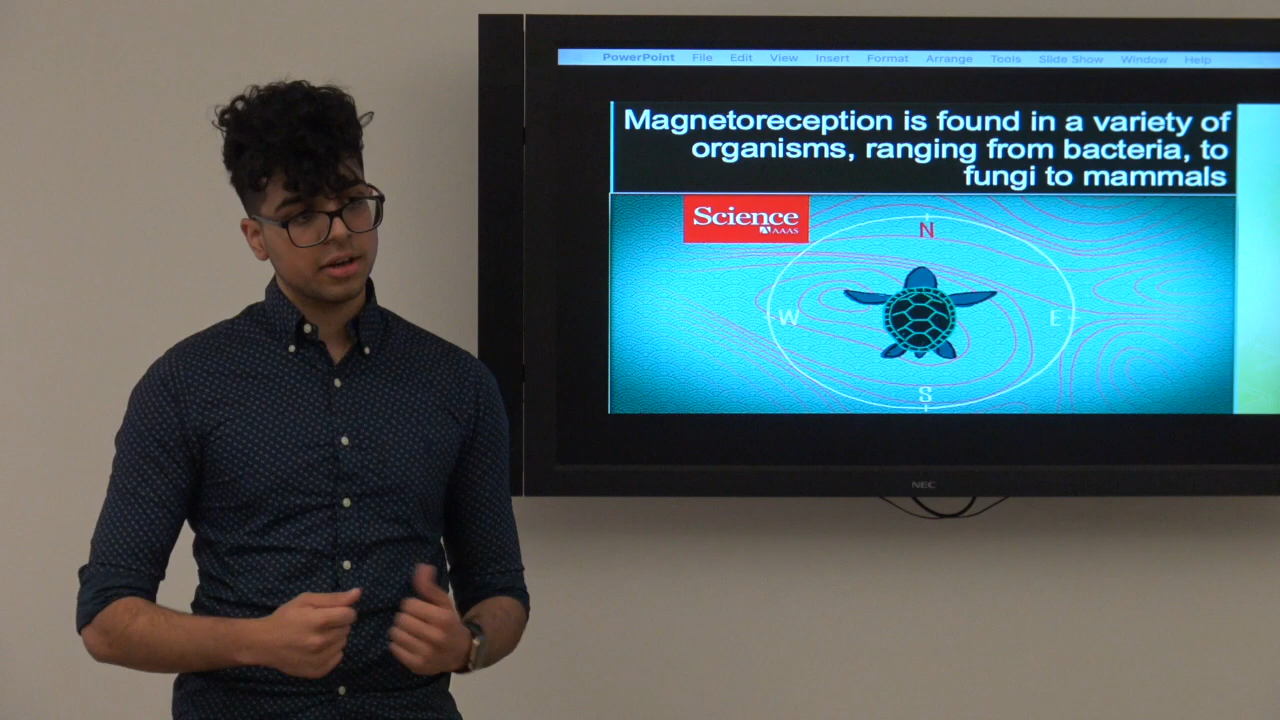 PowerPoint File Edit View Insert Format Arrange Tools Slide Show Window Help
Magnetoreception is found in a variety of
organisms, ranging from bacteria, to
fungi to mammals
Science
AAAS
N
W
E
S
NEC